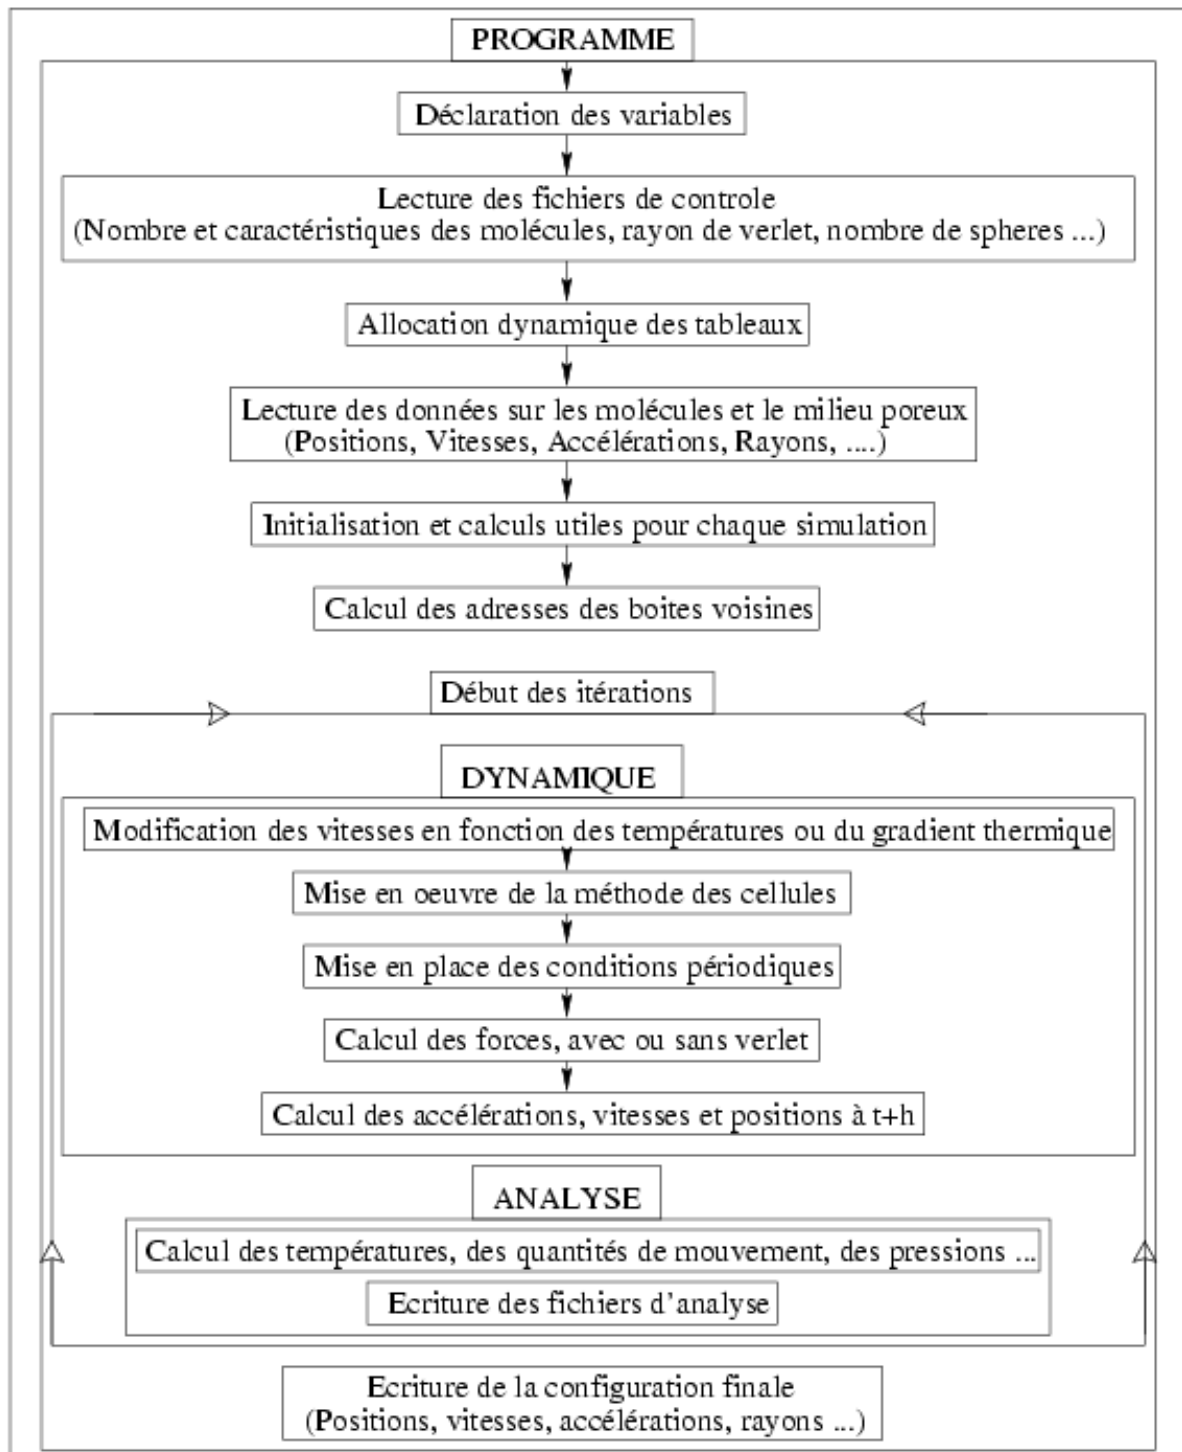 PROGRAMME
Déclaration des variables
Lecture des fichiers de controle
(Nombre et caractéristiques des molécules, rayon de verlet, nombre de spheres ...)
Allocation dynamique des tableaux
Lecture des données sur les molécules et le milieu poreux
(Positions, Vitesses, Accélérations, Rayons, ....)
Initialisation et calculs utiles pour chaque simulation
Calcul des adresses des boites voisines
Début des itérations
DYNAMIQUE
Modification des vitesses en fonction des températures ou du gradient thermique
Mise en oeuvre de la méthode des cellules
Mise en place des conditions périodiques
Calcul des forces, avec ou sans verlet
Calcul des accélérations, vitesses et positions à t+h
ANALYSE
Calcul des températures, des quantités de mouvement, des pressions ...
Ecriture des fichiers d'analyse
Ecriture de la configuration finale
(Positions, vitesses, accélérations, rayons ...)